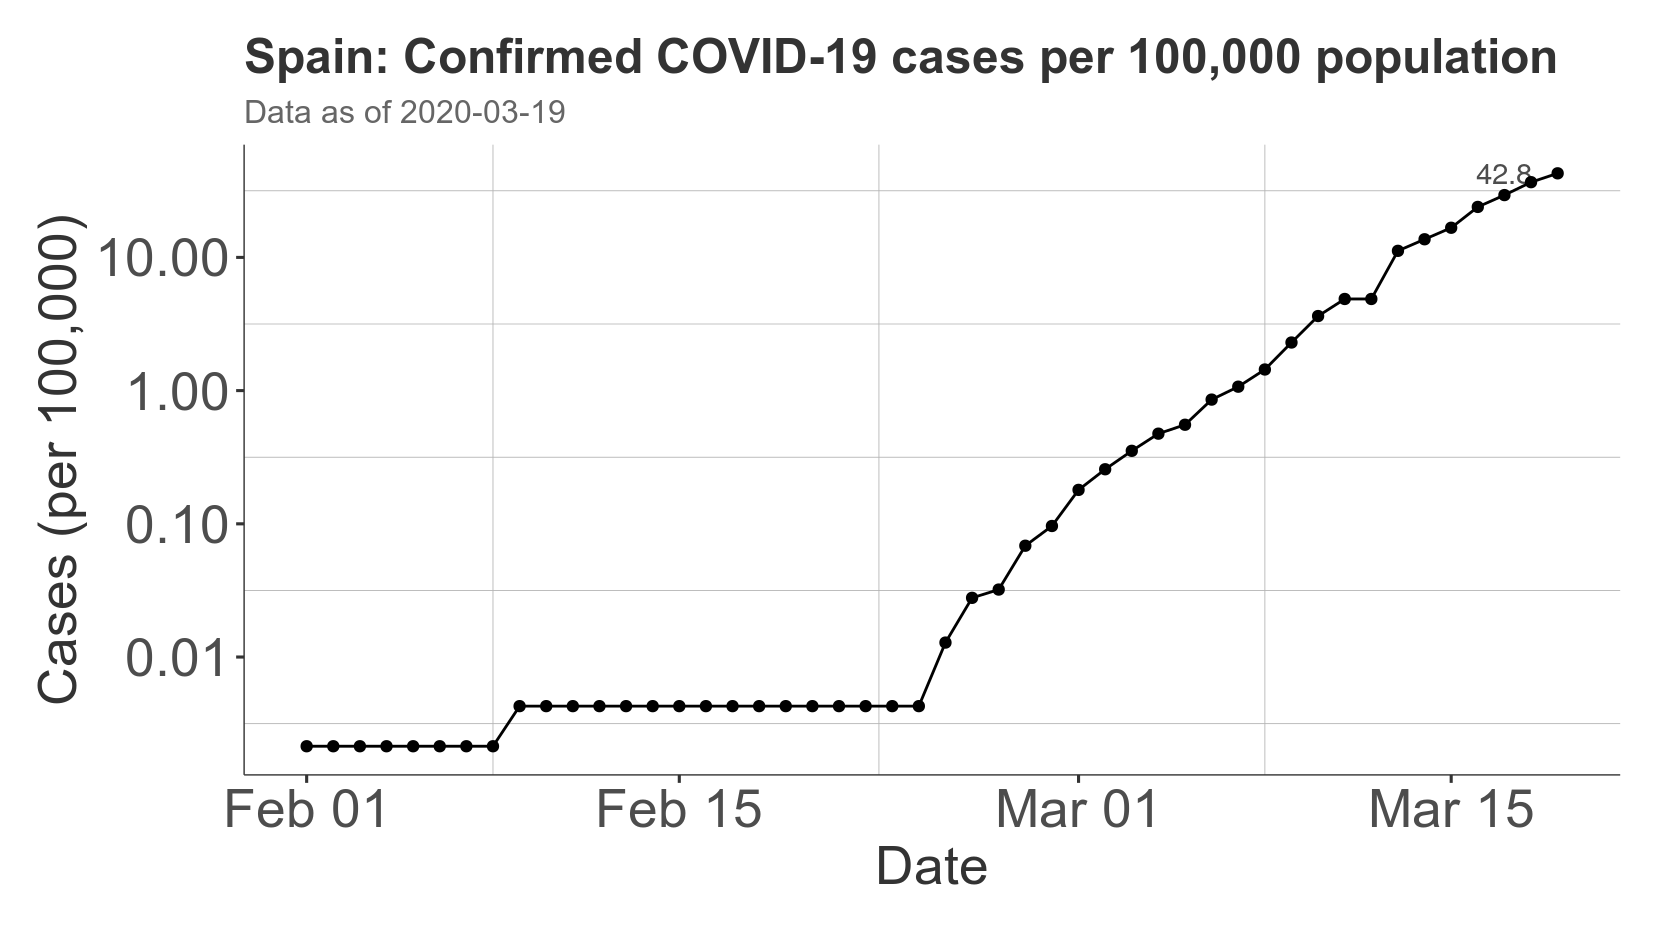 Spain: Confirmed COVID-19 cases per 100,000 population
Data as of 2020-03-19
42.8
Cases (per 100,000)
10.00
1.00
0.10
0.01
Feb 01 Feb 15 Mar 01 Mar 15
Date